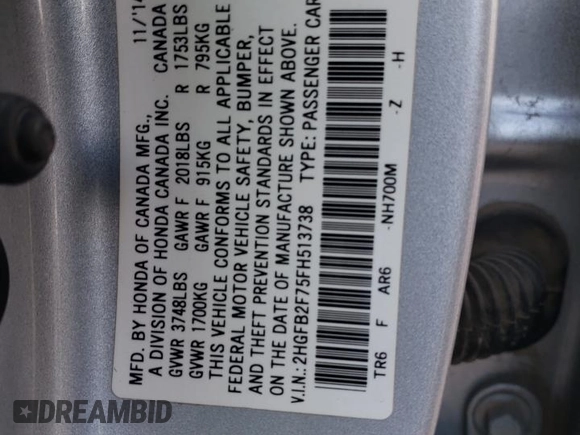 MFD. BY HONDA OF CANADA MFG., 11/14
A DIVISION OF HONDA CANADA INC. CANADA
GVWR 3748LBS GAWR F 2018LBS R 1753LBS
GVWR 1700KG GAWR F 915KG R 795KG
THIS VEHICLE CONFORMS TO ALL APPLICABLE
FEDERAL MOTOR VEHICLE SAFETY, BUMPER,
AND THEFT PREVENTION STANDARDS IN EFFECT
ON THE DATE OF MANUFACTURE SHOWN ABOVE.
V.I.N.: 2HGFB2F75FH513738 TYPE: PASSENGER CAR
TR6 F AR6 -NH700M -Z -H
DREAMBID